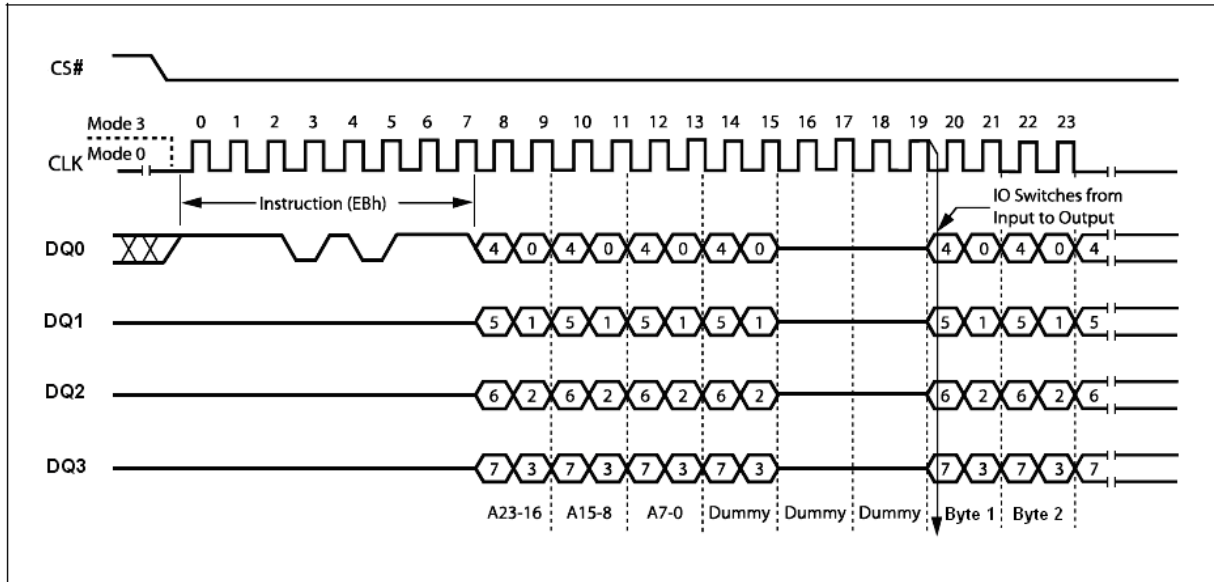 CS#
Mode 3
0 1 2 3 4 5 6 7 8 9 10 11 12 13 14 15 16 17 18 19 20 21 22 23
Mode 0
CLK
Instruction (EBh)
IO Switches from
Input to Output
DQ0 4 0 4 0 4 0 4 0 4 0 4 0 4
DQ1 5 1 5 1 5 1 5 1 5 1 5 1 5
DQ2 6 2 6 2 6 2 6 2 6 2 6 2 6
DQ3 7 3 7 3 7 3 7 3 7 3 7 3 7
A23-16 A15-8 A7-0 Dummy Dummy Dummy Byte 1 Byte 2